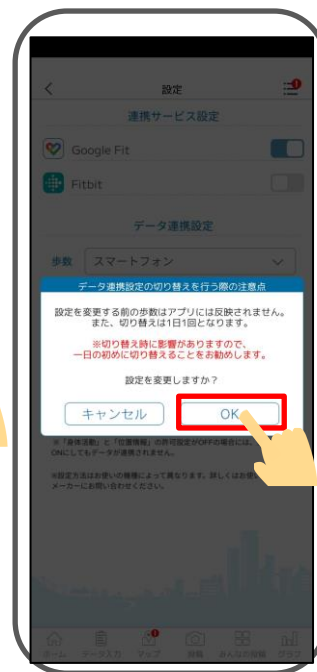 設定
連携サービス設定
Google Fit
Fitbit
データ連携設定
歩数 スマートフォン
データ連携設定の切り替えを行う際の注意点
設定を変更する前の歩数はアプリには反映されません。
また、切り替えは1日1回となります。
※切り替え時に影響がありますので、
一日の初めに切り替えることをお勧めします。
設定を変更しますか？
キャンセル OK
※「身体活動」と「位置情報」の許可設定がOFFの場合には、
ONにしてもデータが連携されません。
※設定方法はお使いの機種によって異なります。詳しくはお使
メーカーにお問い合わせください。
ホーム データ入力 マップ 投稿 みんなの投稿 グラフ